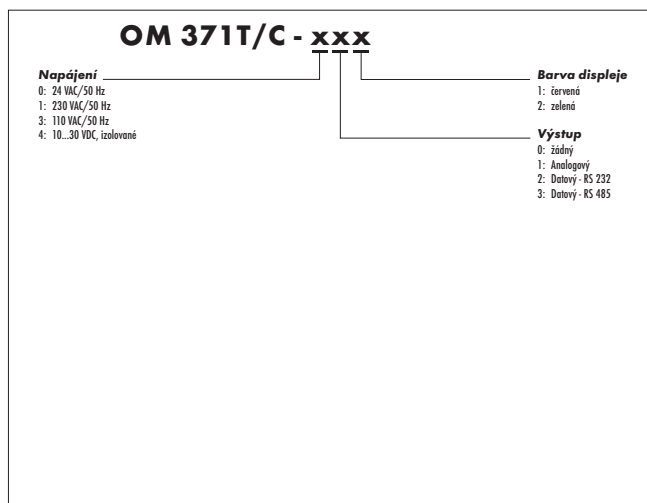 OM 371T/C - xxx
Napájení
0: 24 VAC/50 Hz
1: 230 VAC/50 Hz
3: 110 VAC/50 Hz
4: 10...30 VDC, izolované
Barva displeje
1: červená
2: zelená
Výstup
0: žádný
1: Analogový
2: Datový - RS 232
3: Datový - RS 485